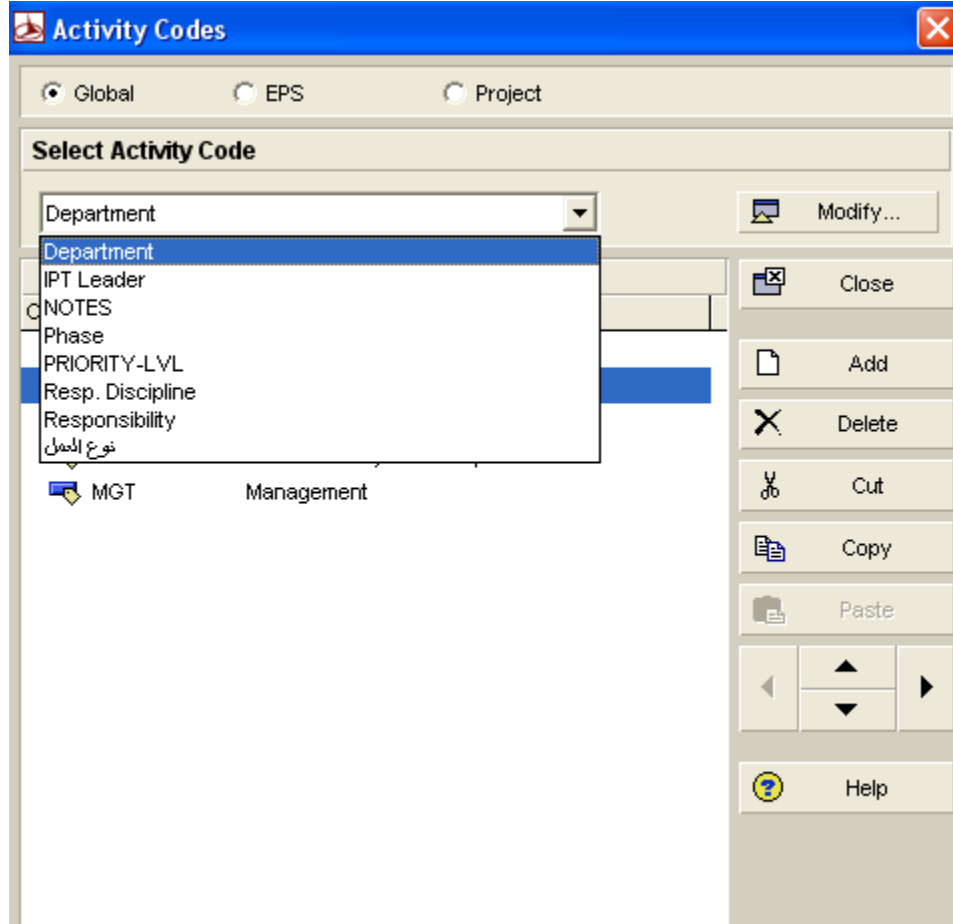 Activity Codes
Global EPS Project
Select Activity Code
Department
Modify...
Department
IPT Leader
NOTES
Phase
PRIORITY-LVL
Resp. Discipline
Responsibility
نوع العمل
MGT Management
Close
Add
Delete
Cut
Copy
Paste
Help